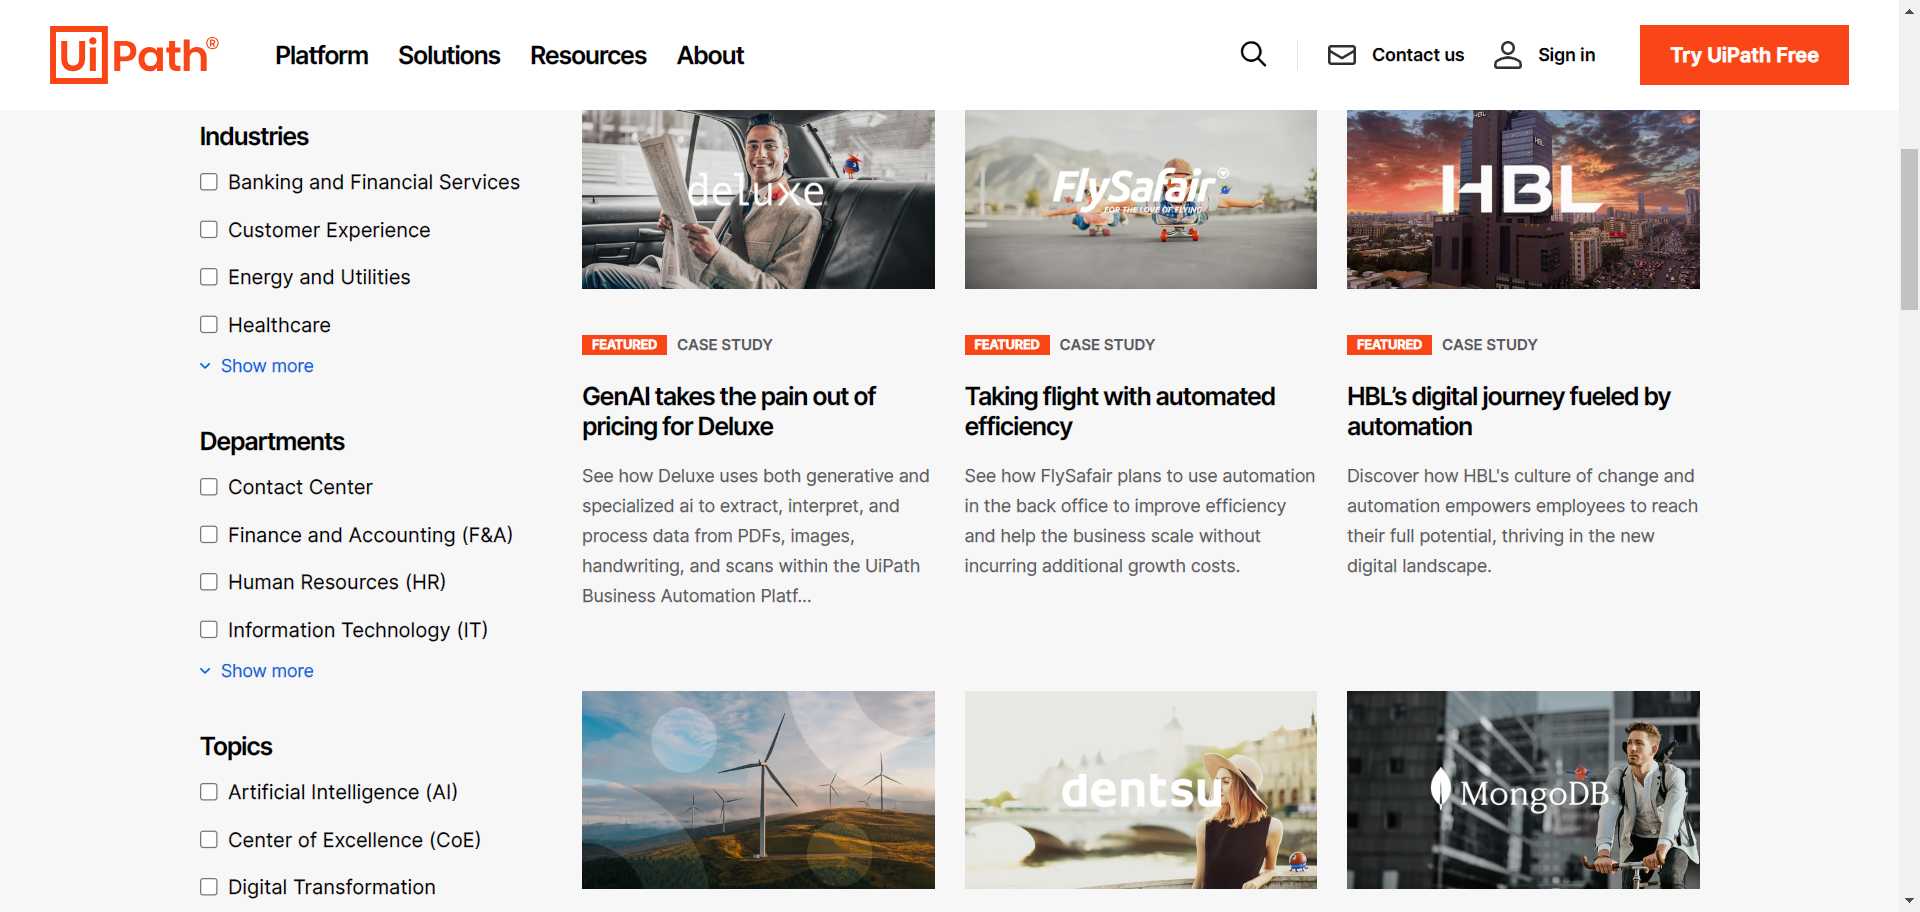 UiPath®
Platform
Solutions
Resources
About
Contact us
Sign in
Try UiPath Free
Industries
Banking and Financial Services
Customer Experience
Energy and Utilities
Healthcare
Show more
Departments
Contact Center
Finance and Accounting (F&A)
Human Resources (HR)
Information Technology (IT)
Show more
Topics
Artificial Intelligence (AI)
Center of Excellence (CoE)
Digital Transformation
deluxe
FEATURED CASE STUDY
GenAI takes the pain out of
pricing for Deluxe
See how Deluxe uses both generative and
specialized ai to extract, interpret, and
process data from PDFs, images,
handwriting, and scans within the UiPath
Business Automation Platf...
FlySafair
FOR THE LOVE OF FLYING
FEATURED CASE STUDY
Taking flight with automated
efficiency
See how FlySafair plans to use automation
in the back office to improve efficiency
and help the business scale without
incurring additional growth costs.
HBL
HBL
FEATURED CASE STUDY
HBL’s digital journey fueled by
automation
Discover how HBL's culture of change and
automation empowers employees to reach
their full potential, thriving in the new
digital landscape.
dentsu
MongoDB